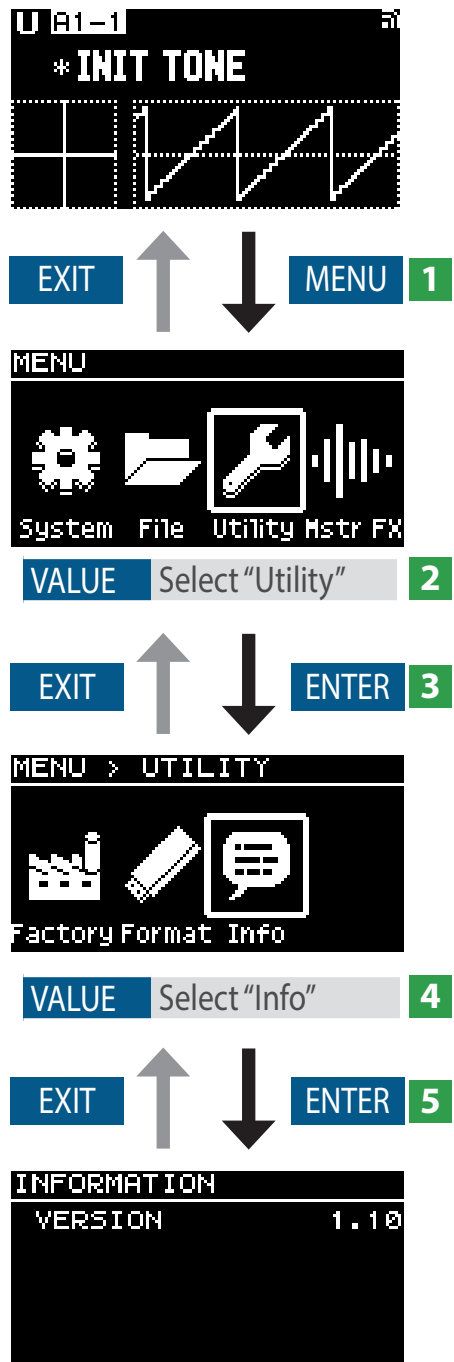 U A1-1
*INIT TONE
EXIT MENU 1
MENU
System File Utility Mstr FX
VALUE Select “Utility” 2
EXIT ENTER 3
MENU > UTILITY
Factory Format Info
VALUE Select “Info” 4
EXIT ENTER 5
INFORMATION
VERSION 1.10